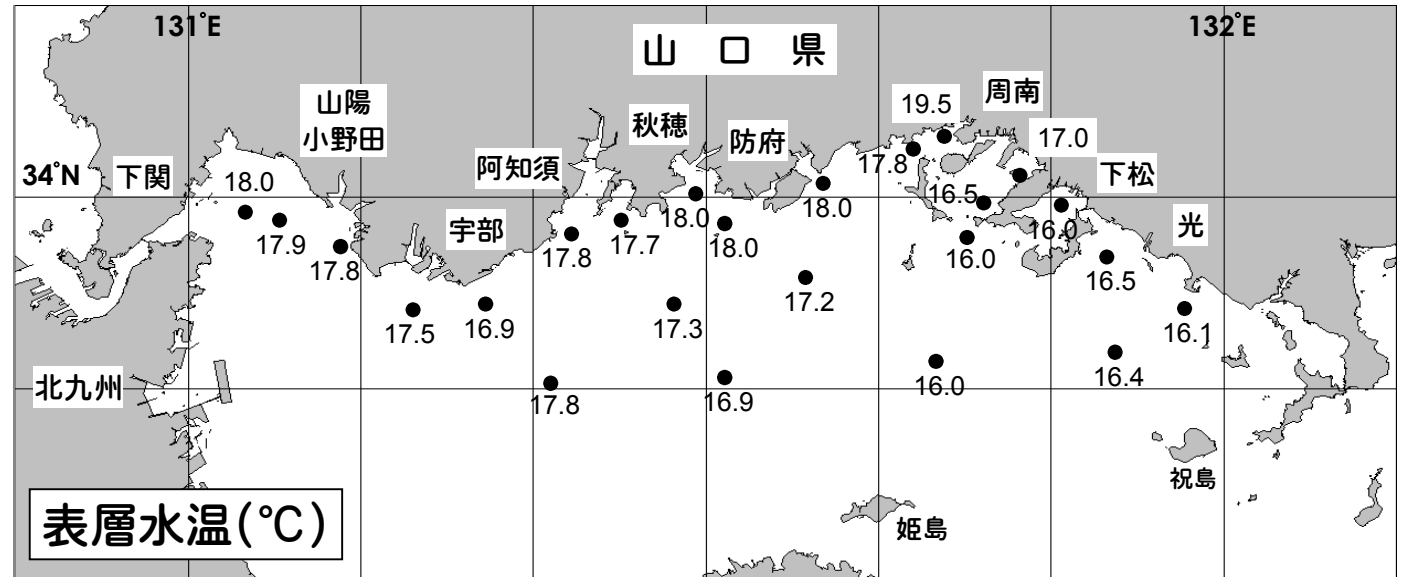 131°E
132°E
山 口 県
山陽
小野田
秋穂
防府
19.5
周南
17.0
34°N
下関
18.0
阿知須
17.8
下松
16.5
17.9
17.8
宇部
17.8
17.7
18.0
18.0
18.0
16.0
16.0
光
16.5
17.5
16.9
17.3
17.2
16.1
北九州
17.8
16.9
16.0
16.4
祝島
姫島
表層水温(℃)